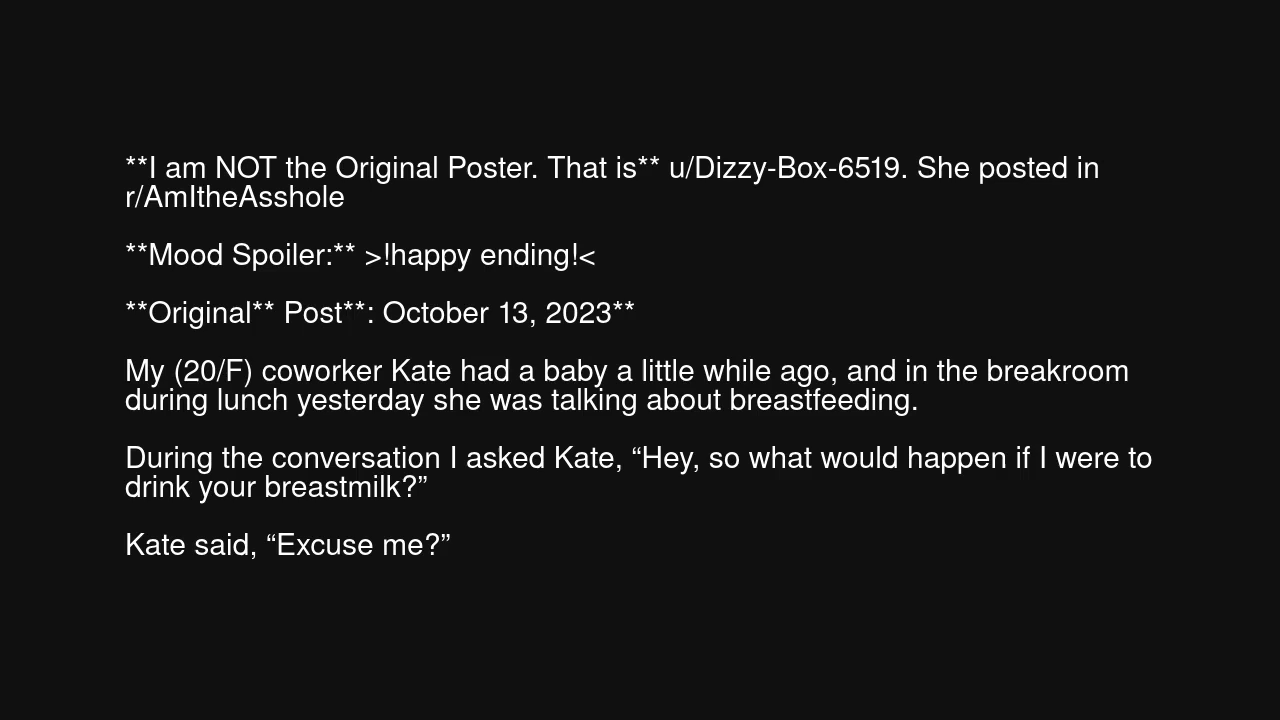 **I am NOT the Original Poster. That is** u/Dizzy-Box-6519. She posted in
r/AmItheAsshole
**Mood Spoiler:** >!happy ending!<
**Original** Post**: October 13, 2023**
My (20/F) coworker Kate had a baby a little while ago, and in the breakroom
during lunch yesterday she was talking about breastfeeding.
During the conversation I asked Kate, “Hey, so what would happen if I were to
drink your breastmilk?”
Kate said, “Excuse me?”